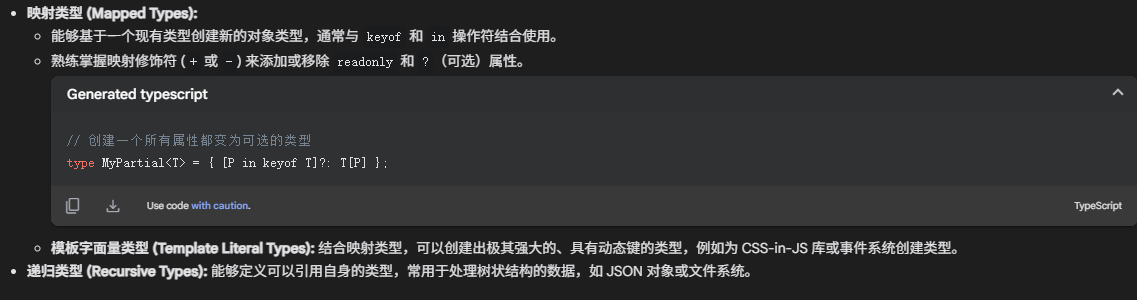 映射类型 (Mapped Types):
能够基于一个现有类型创建新的对象类型，通常与 keyof 和 in 操作符结合使用。
熟练掌握映射修饰符 ( + 或 - ) 来添加或移除 readonly 和 ? （可选）属性。
Generated typescript
// 创建一个所有属性都变为可选的类型
type MyPartial<T> = { [P in keyof T]?: T[P] };
Use code with caution.
TypeScript
模板字面量类型 (Template Literal Types): 结合映射类型，可以创建出极其强大的、具有动态键的类型，例如为 CSS-in-JS 库或事件系统创建类型。
递归类型 (Recursive Types): 能够定义可以引用自身的类型，常用于处理树状结构的数据，如 JSON 对象或文件系统。